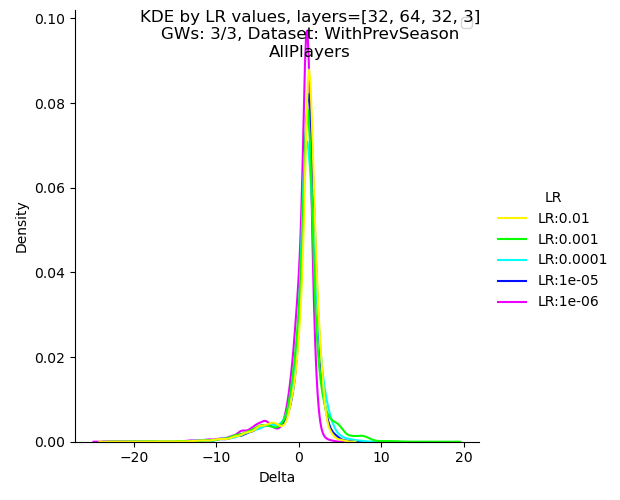 KDE by LR values, layers=[32, 64, 32, 3]
GWs: 3/3, Dataset: WithPrevSeason
AllPlayers
0.10
0.08
0.06
0.04
0.02
0.00
Density
−20
−10
0
10
20
Delta
LR
LR:0.01
LR:0.001
LR:0.0001
LR:1e-05
LR:1e-06